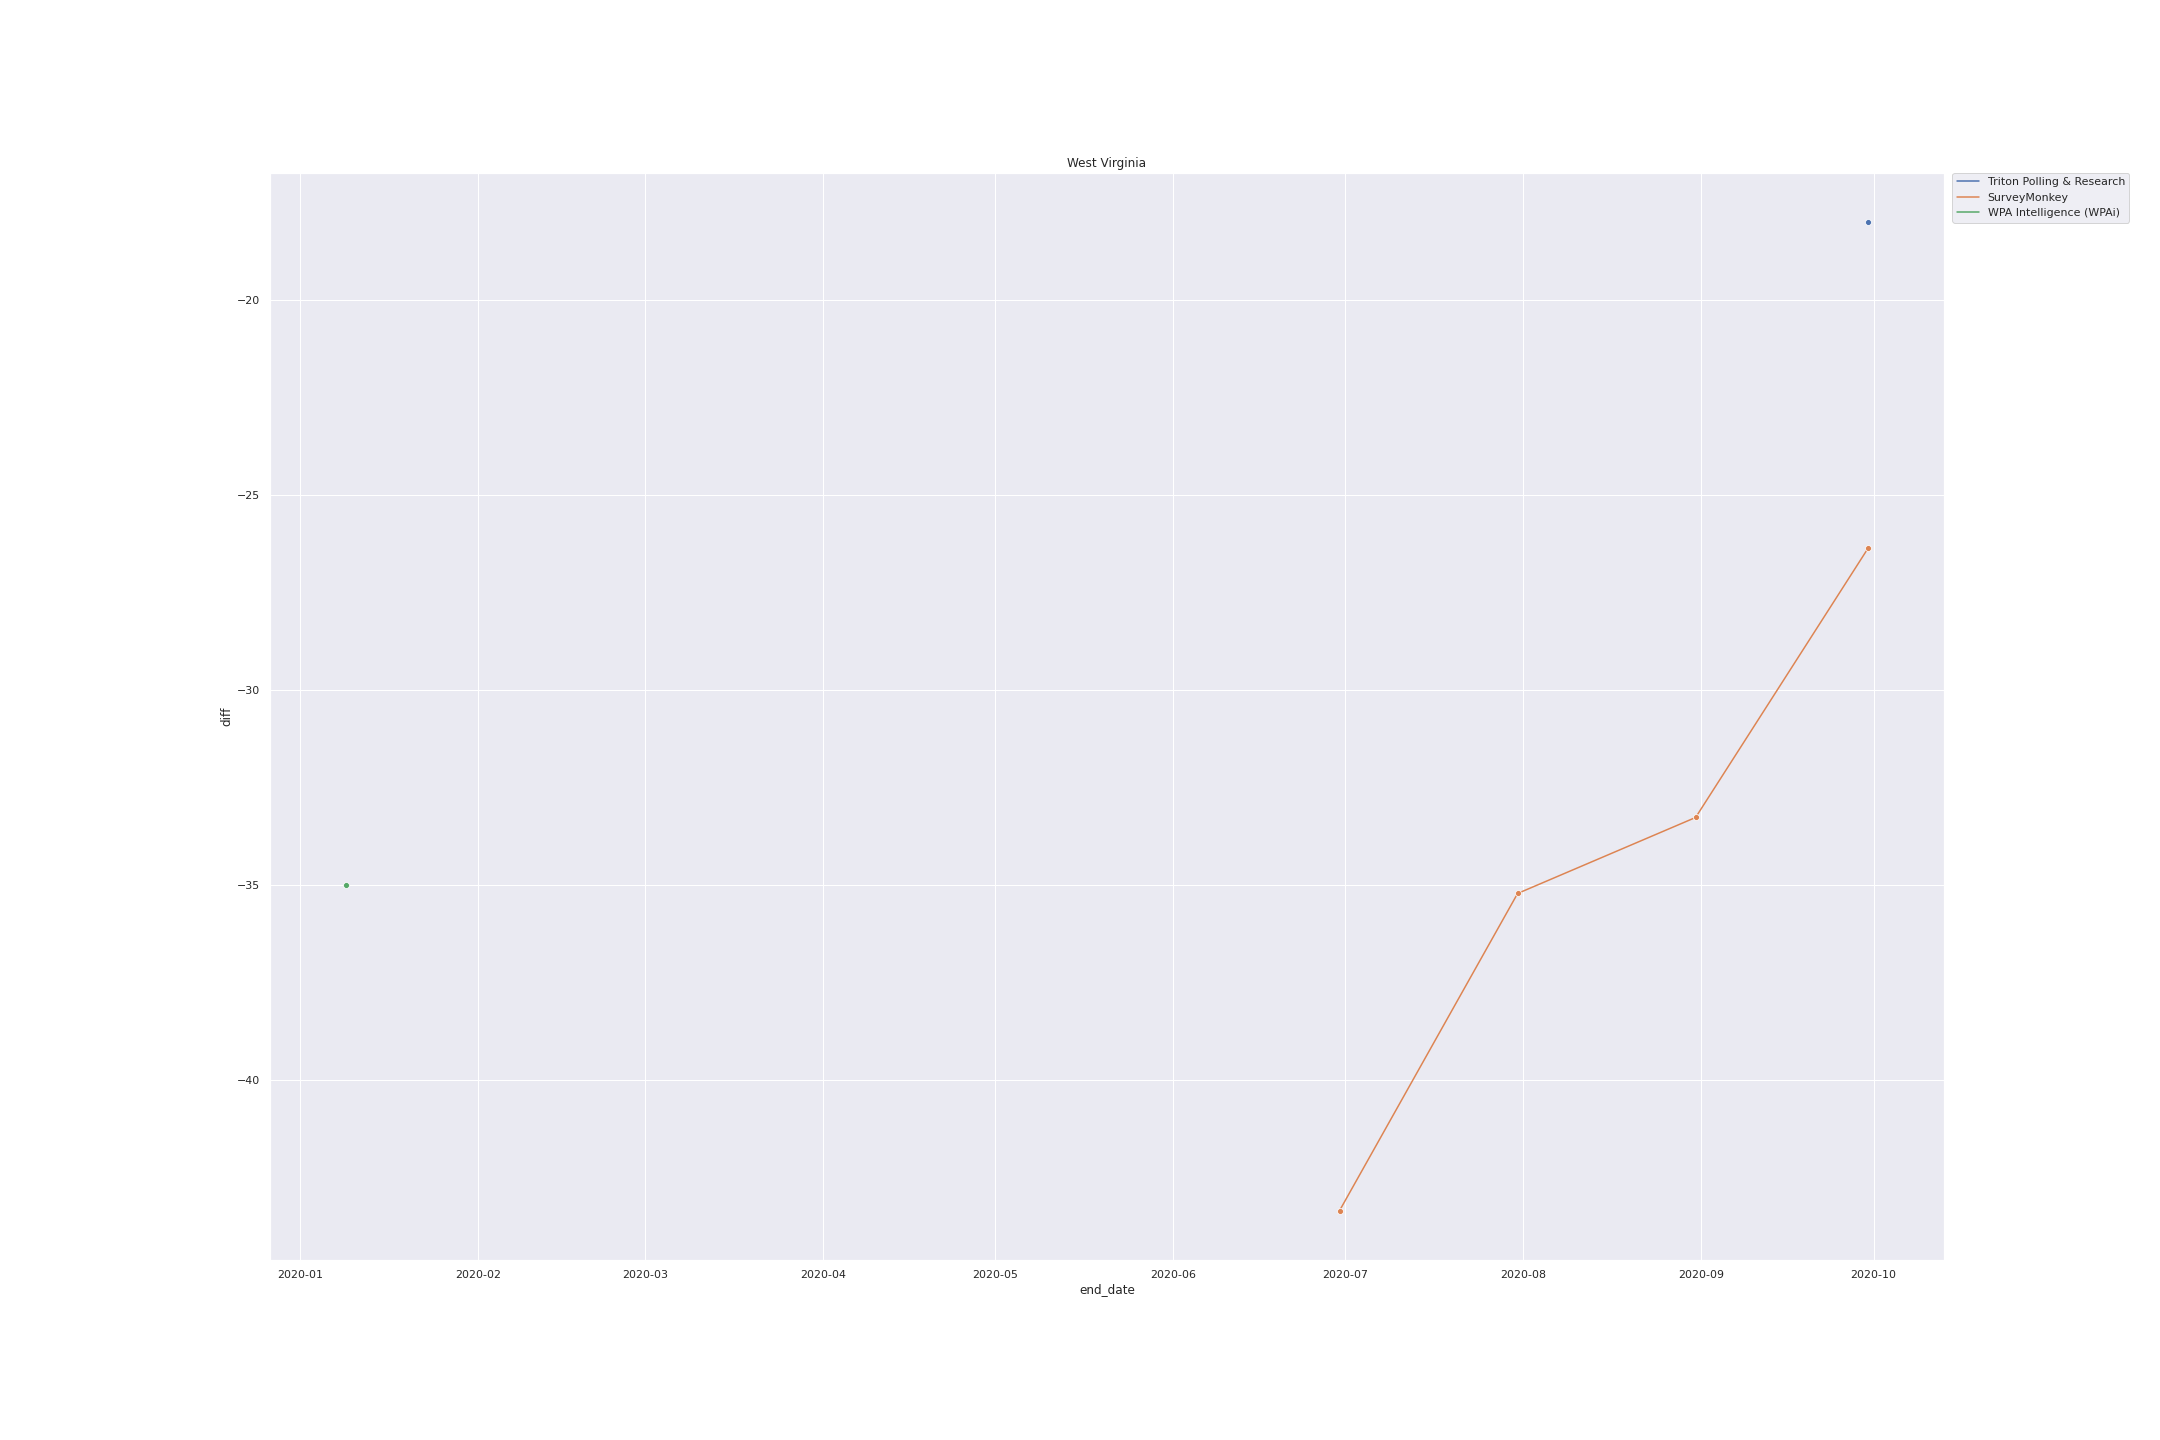 West Virginia
Triton Polling & Research
SurveyMonkey
WPA Intelligence (WPAi)
−20
−25
−30
−35
−40
diff
2020-01 2020-02 2020-03 2020-04 2020-05 2020-06 2020-07 2020-08 2020-09 2020-10
end_date